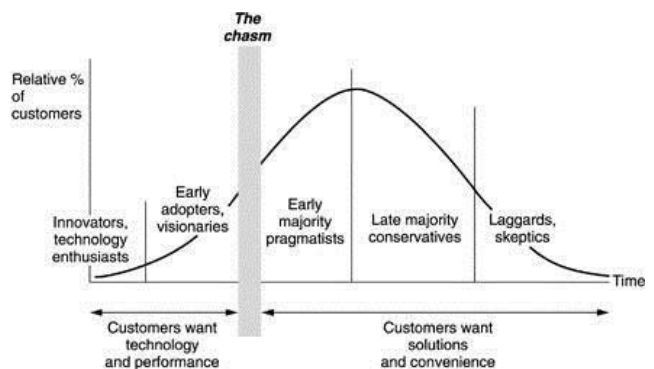 The
chasm
Relative %
of
customers
Innovators,
technology
enthusiasts
Early
adopters,
visionaries
Early
majority
pragmatists
Late majority
conservatives
Laggards,
skeptics
Time
Customers want
technology
and performance
Customers want
solutions
and convenience